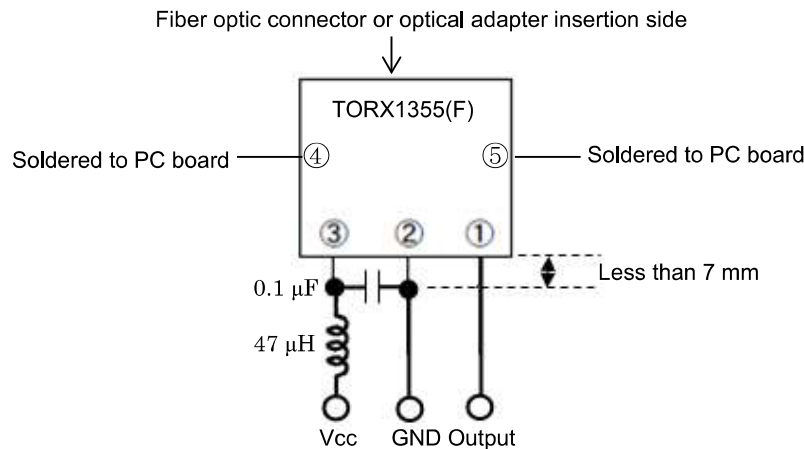 Fiber optic connector or optical adapter insertion side
TORX1355(F)
Soldered to PC board
④
⑤
Soldered to PC board
③ ② ①
Less than 7 mm
0.1 μF
47 μH
Vcc GND Output